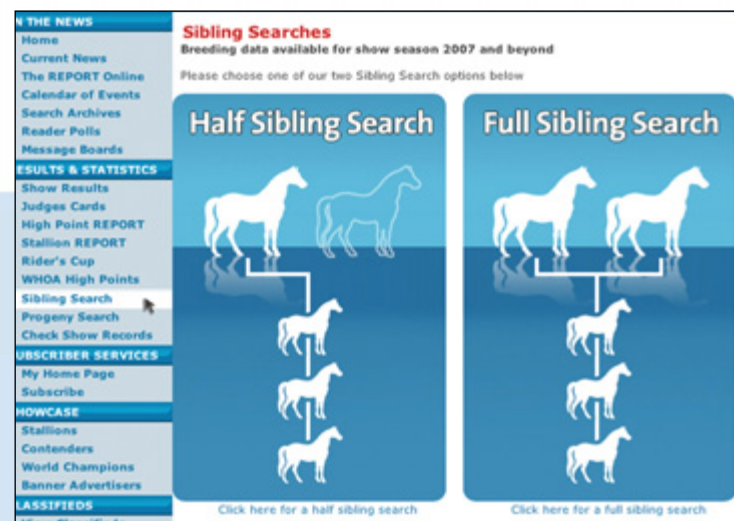 N THE NEWS
Home
Current News
The REPORT Online
Calendar of Events
Search Archives
Reader Polls
Message Boards
ESULTS & STATISTICS
Show Results
Judges Cards
High Point REPORT
Stallion REPORT
Rider's Cup
WHOA High Points
Sibling Search
Progeny Search
Check Show Records
UBSCRIBER SERVICES
My Home Page
Subscribe
HOWCASE
Stallions
Contenders
World Champions
Banner Advertisers
LASSIFIEDS
Sibling Searches
Breeding data available for show season 2007 and beyond
Please choose one of our two Sibling Search options below
Half Sibling Search
Click here for a half sibling search
Full Sibling Search
Click here for a full sibling search